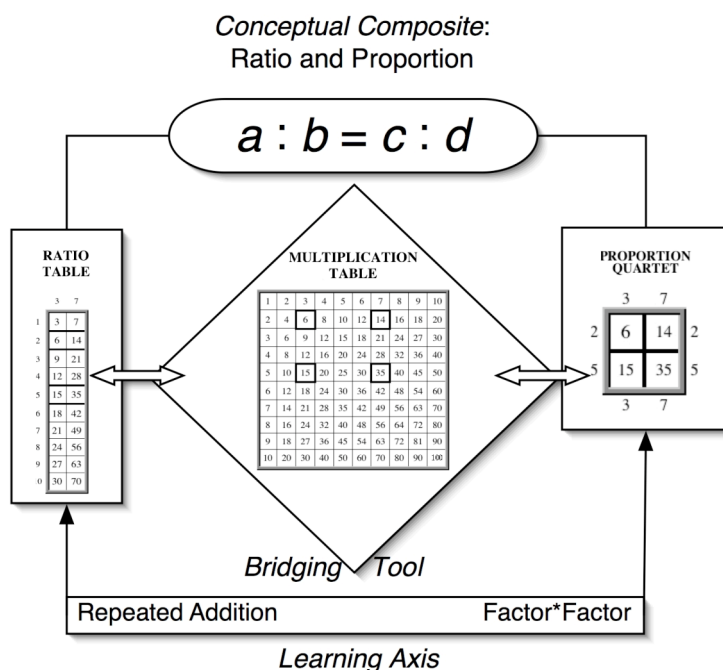 Conceptual Composite:
Ratio and Proportion
a : b = c : d
RATIO
TABLE
3 7
1 3 7
2 6 14
3 9 21
4 12 28
5 15 35
6 18 42
7 21 49
8 24 56
9 27 63
0 30 70
MULTIPLICATION
TABLE
1 2 3 4 5 6 7 8 9 10
2 4 6 8 10 12 14 16 18 20
3 6 9 12 15 18 21 24 27 30
4 8 12 16 20 24 28 32 36 40
5 10 15 20 25 30 35 40 45 50
6 12 18 24 30 36 42 48 54 60
7 14 21 28 35 42 49 56 63 70
8 16 24 32 40 48 56 64 72 80
9 18 27 36 45 54 63 72 81 90
10 20 30 40 50 60 70 80 90 100
PROPORTION
QUARTET
3 7
2 6 14 2
5 15 35 5
3 7
Bridging Tool
Repeated Addition
Factor*Factor
Learning Axis